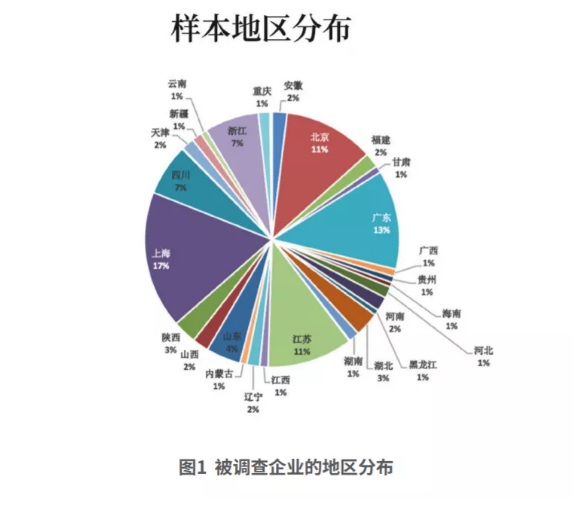 样本地区分布
云南
1%
重庆
1%
安徽
2%
新疆
1%
天津
2%
浙江
7%
北京
11%
福建
2%
甘肃
1%
四川
7%
广东
13%
上海
17%
广西
1%
贵州
1%
海南
1%
河南
2%
河北
1%
陕西
3%
山西
2%
山东
4%
江苏
11%
湖南
1%
湖北
3%
黑龙江
1%
内蒙古
1%
辽宁
2%
江西
1%
图1 被调查企业的地区分布